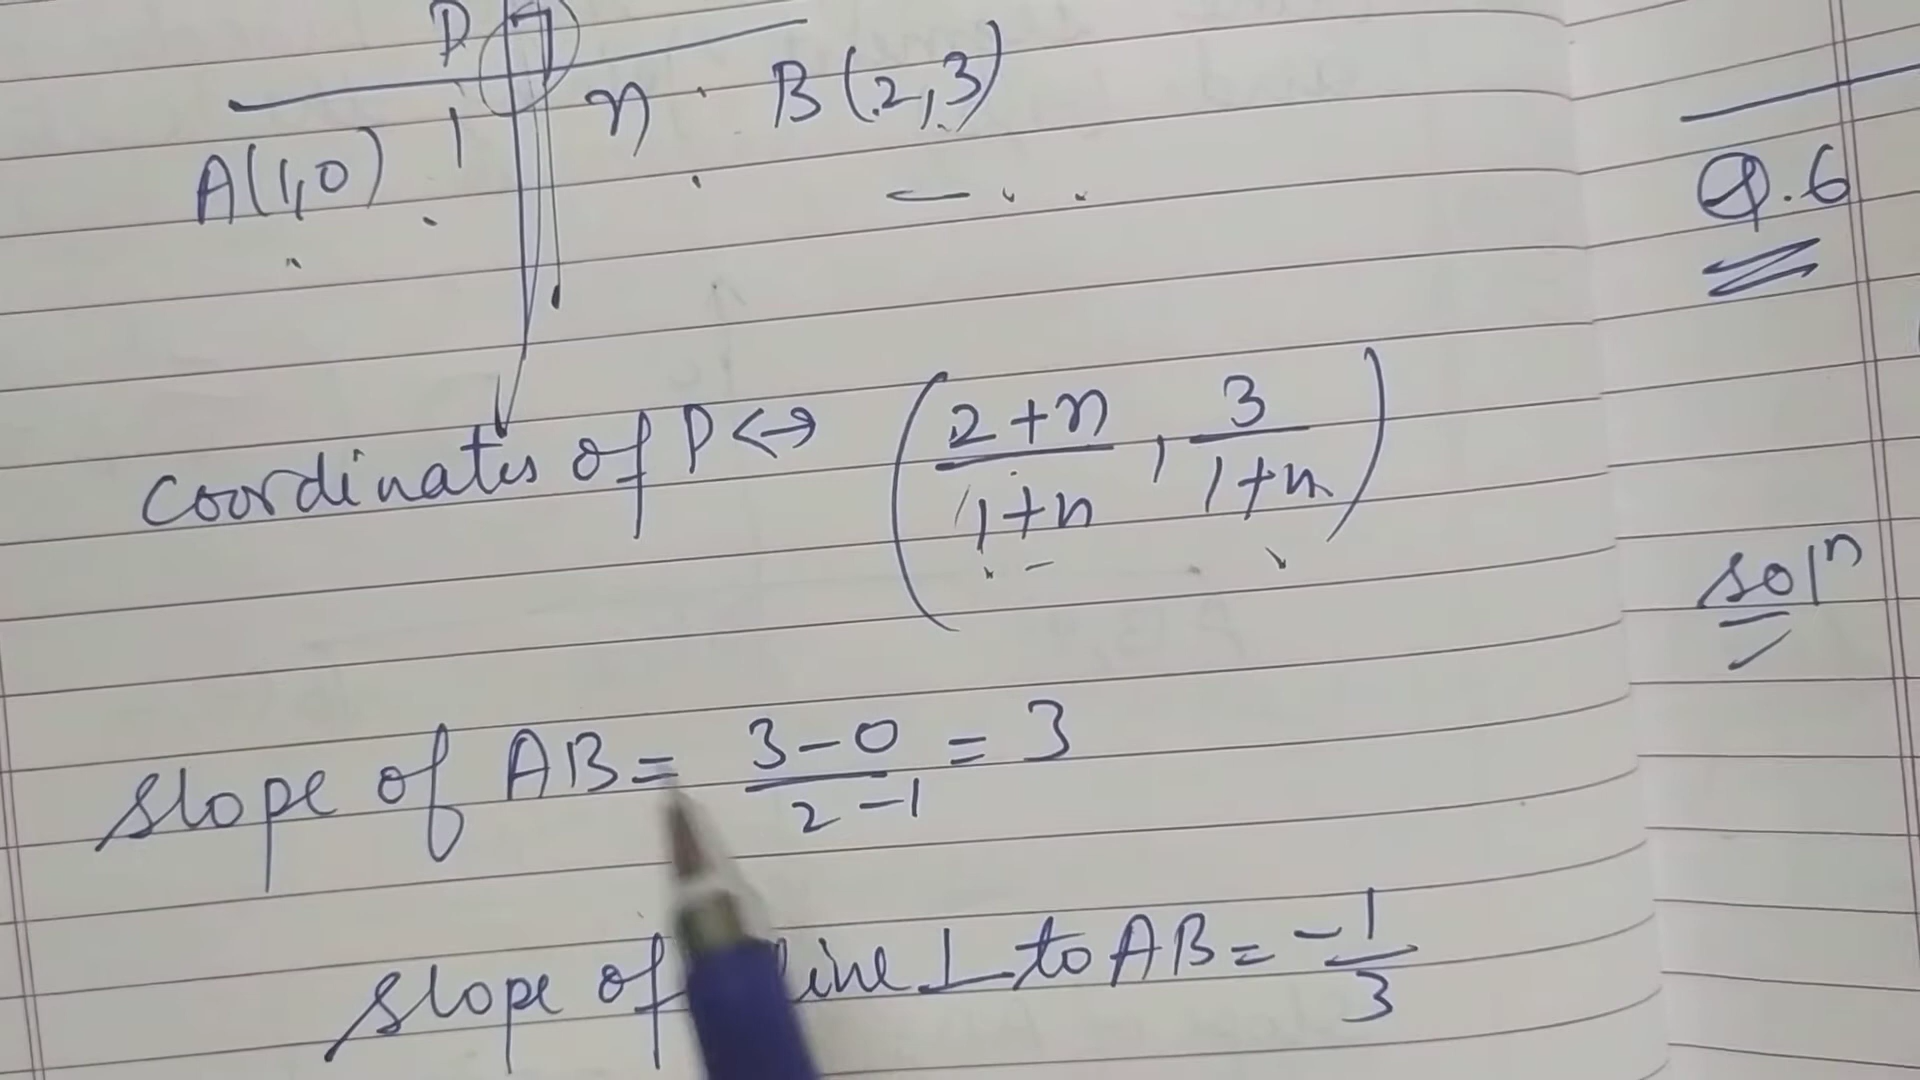 P
A(1,0) 1 n B(2,3)
Q.6
Coordinates of P <-> ( 2+n / 1+n , 3 / 1+n )
Soln
Slope of AB = 3-0 / 2-1 = 3
Slope of line ⊥ to AB = -1 / 3